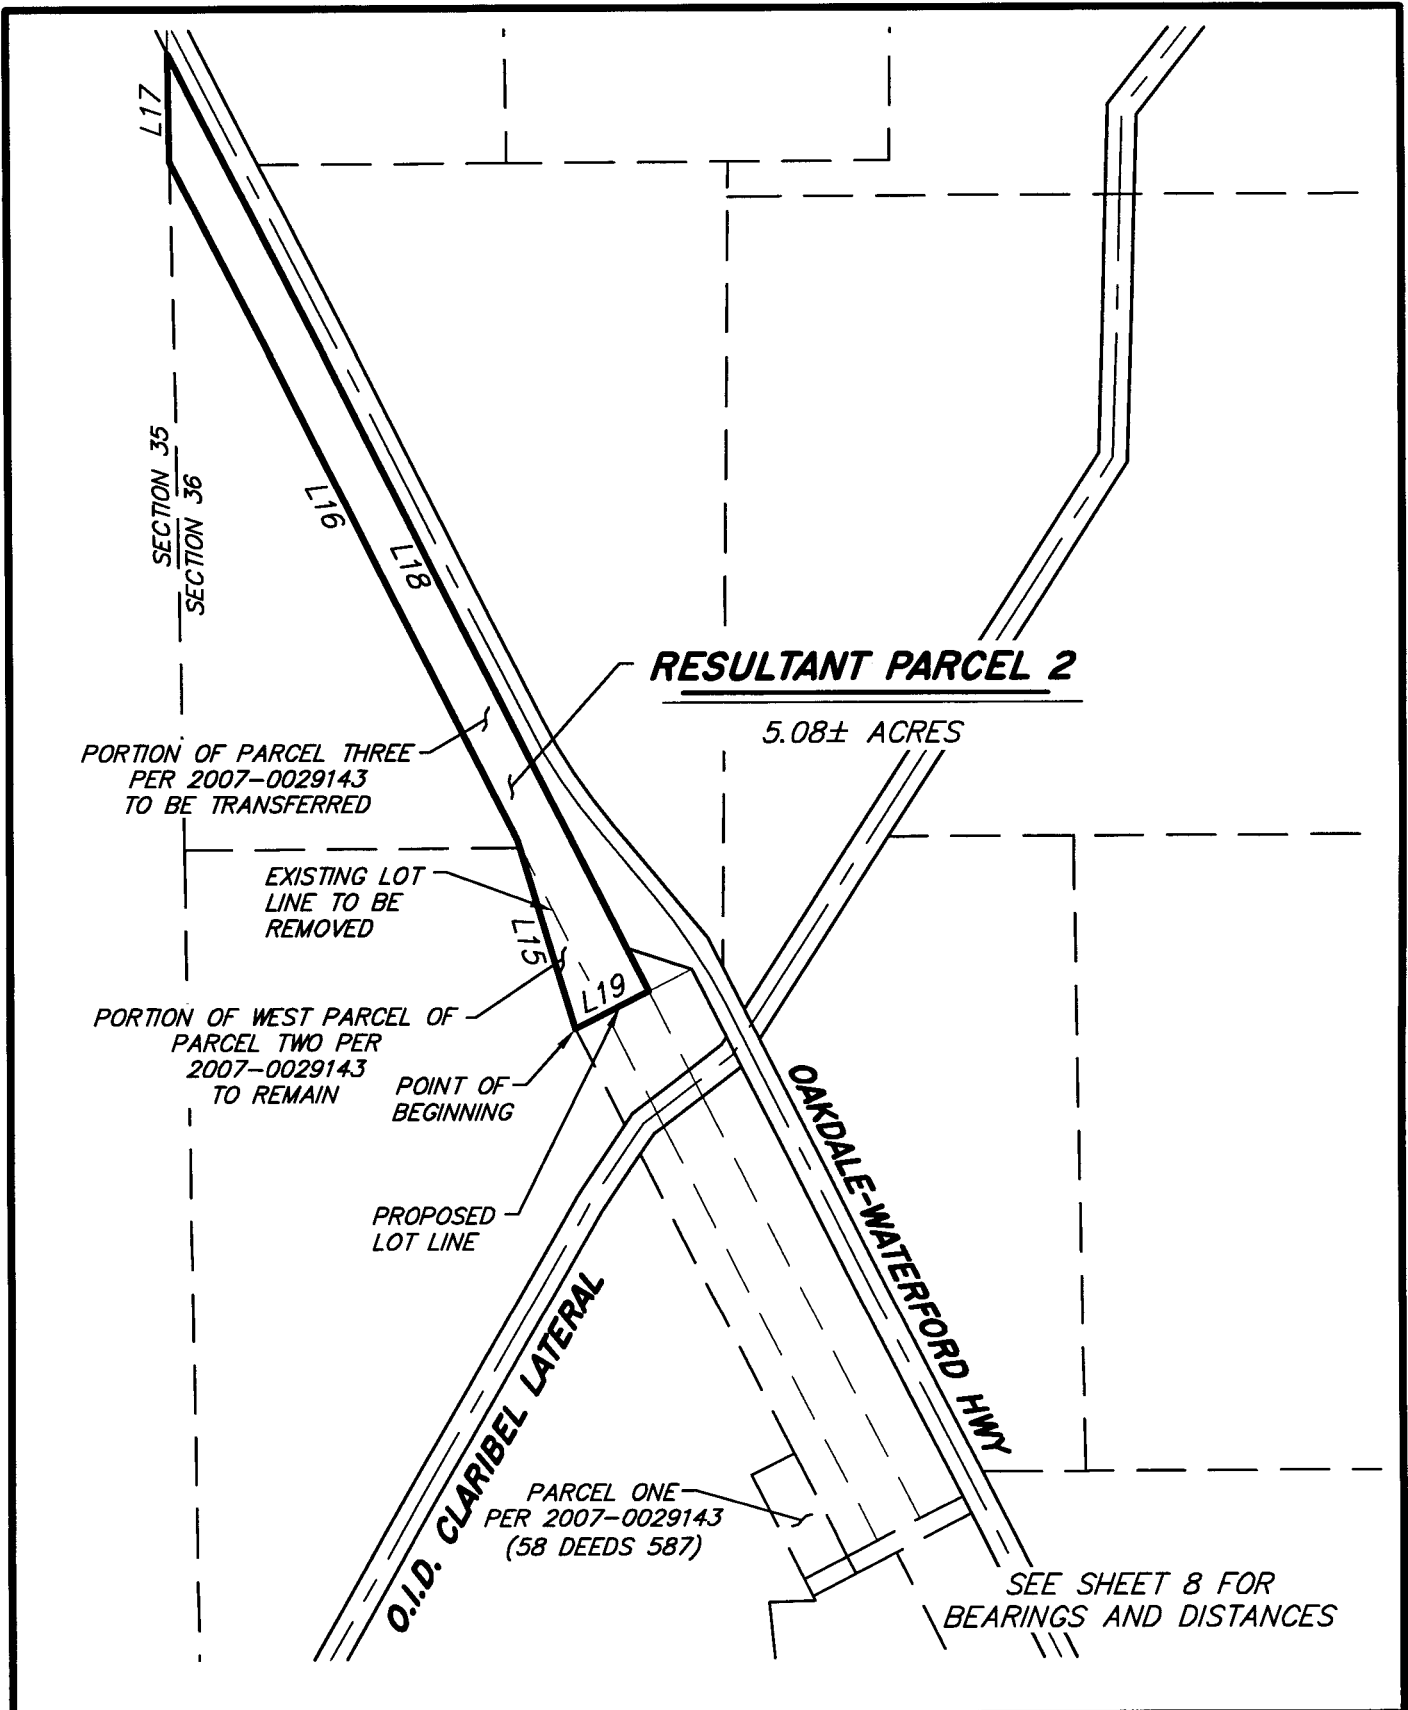 L17
SECTION 35
SECTION 36
L16
L18
RESULTANT PARCEL 2
5.08± ACRES
PORTION OF PARCEL THREE
PER 2007-0029143
TO BE TRANSFERRED
EXISTING LOT
LINE TO BE
REMOVED
L15
L19
PORTION OF WEST PARCEL OF
PARCEL TWO PER
2007-0029143
TO REMAIN
POINT OF
BEGINNING
PROPOSED
LOT LINE
OAKDALE-WATERFORD HWY
O.I.D. CLARIBEL LATERAL
PARCEL ONE
PER 2007-0029143
(58 DEEDS 587)
SEE SHEET 8 FOR
BEARINGS AND DISTANCES